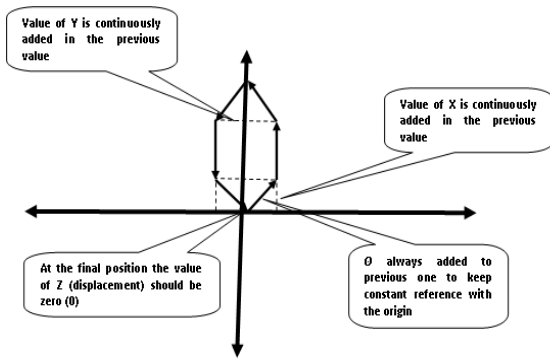 Value of Y is continuously
added in the previous
value
Value of X is continuously
added in the previous
value
At the final position the value
of Z (displacement) should be
zero (0)
Θ always added to
previous one to keep
constant reference with
the origin